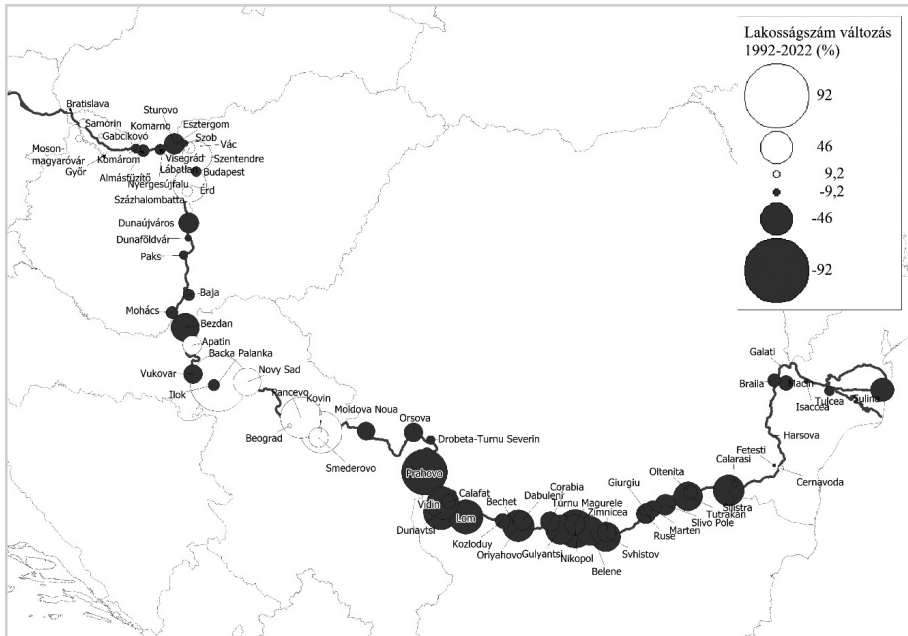 Lakosságszám változás
1992-2022 (%)
92
46
9,2
-9,2
-46
-92
Bratislava
Samorin
Gabcikovo
Moson-
magyaróvár
Győr
Sturovo
Komarno
Esztergom
Szob
Vác
Visegrád
Szentendre
Komárom
Lábatlan
Budapest
Almásfüzítő
Nyergesújfalu
Érd
Százhalombatta
Dunaújváros
Dunaföldvár
Paks
Baja
Mohács
Bezdan
Apatin
Backa Palanka
Vukovar
Novy Sad
Ilok
Pancevo
Kovin
Beograd
Smederovo
Moldova Noua
Orsova
Drobeta-Turnu Severin
Prahovo
Vidin
Calafat
Dunavtsi
Lom
Bechet
Dabuleni
Corabia
Turnu Magurele
Zimnicea
Kozloduy
Oriyahovo
Gulyantsi
Nikopol
Belene
Svhistov
Giurgiu
Oltenita
Calarasi
Ruse
Marten
Slivo Pole
Tutrakan
Silistra
Fetesti
Cernavoda
Harsova
Galati
Braila
Macin
Isaccea
Tulcea
Sulina